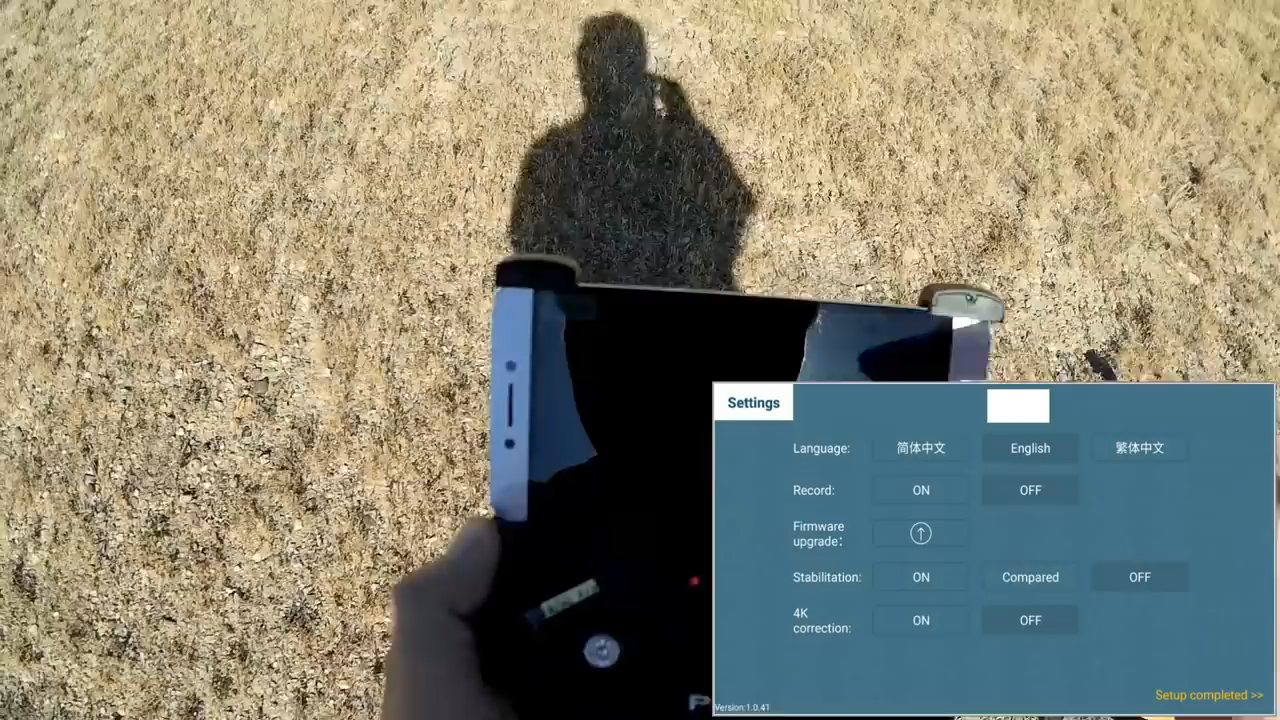 Settings
Language: 简体中文 English 繁体中文
Record: ON OFF
Firmware
upgrade:
Stabilitation: ON Compared OFF
4K
correction: ON OFF
Setup completed >>
Version:1.0.41
P